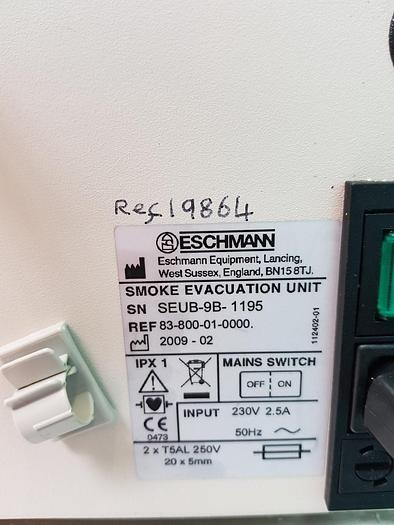 Ref 19864
ESCHMANN
Eschmann Equipment, Lancing,
West Sussex, England, BN15 8TJ.
SMOKE EVACUATION UNIT
SN SEUB-9B- 1195
REF 83-800-01-0000.
2009 - 02
112402-01
IPX 1
MAINS SWITCH
OFF ON
INPUT 230V 2.5A
50Hz
CE
0473
2 x T5AL 250V
20 x 5mm